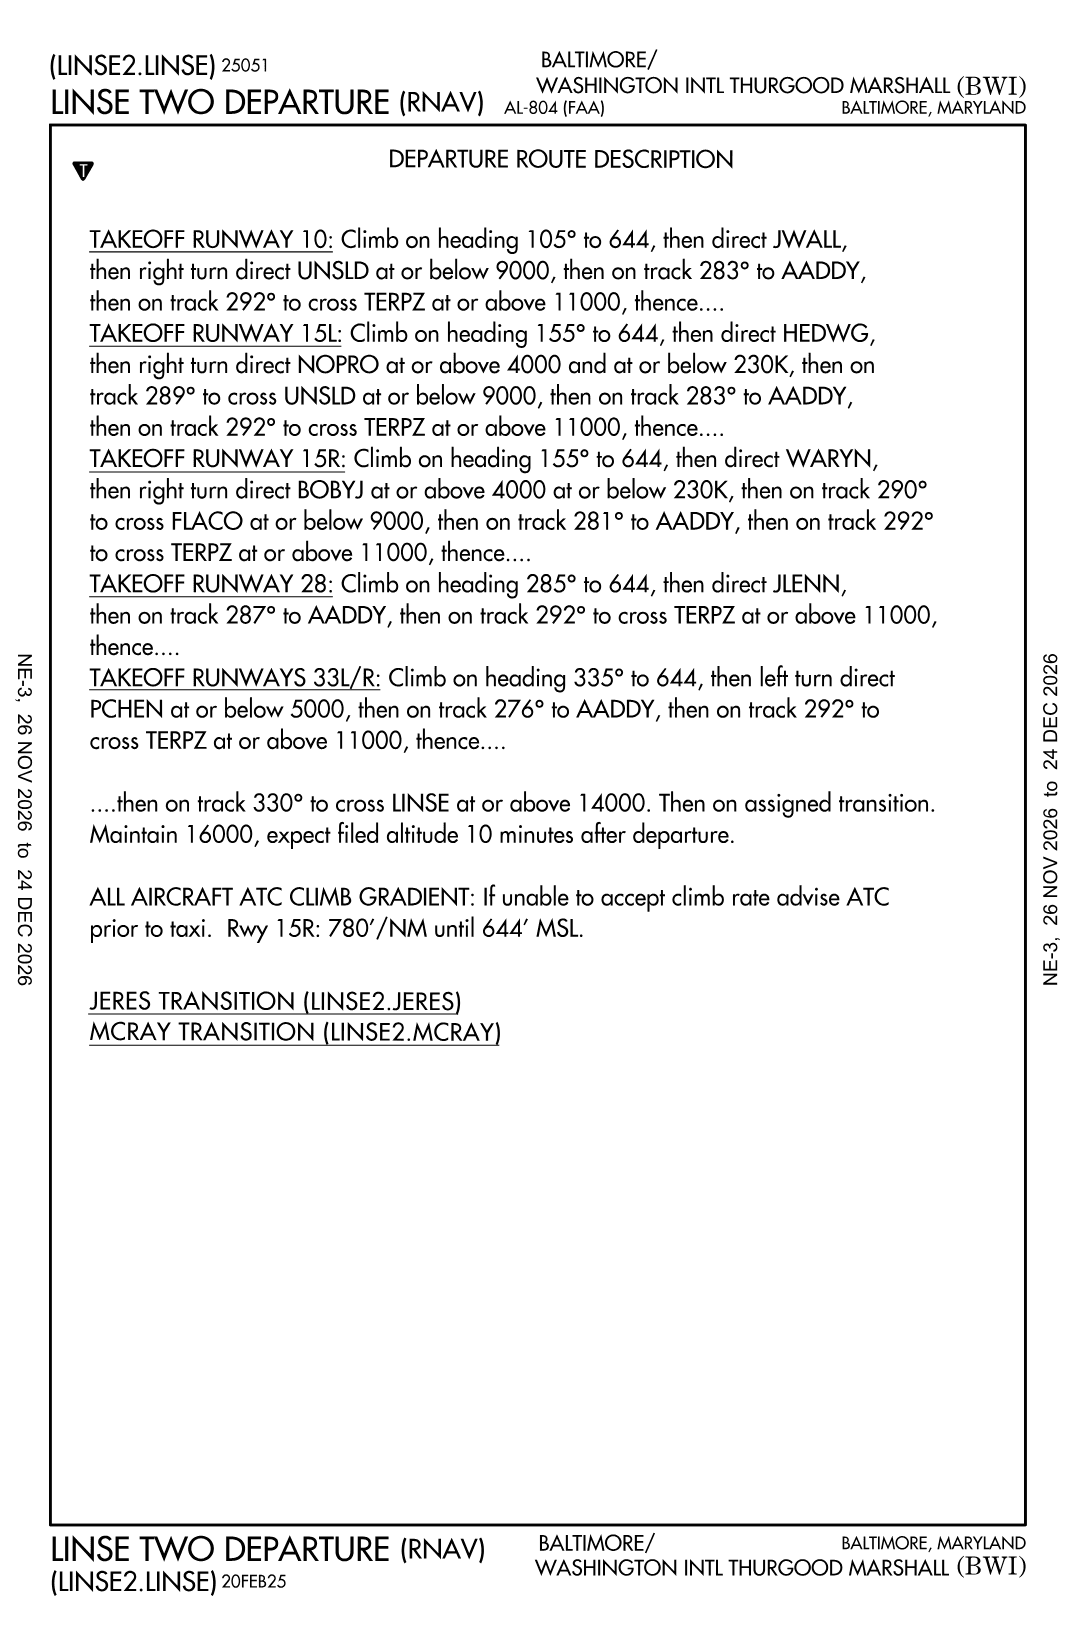 (LINSE2.LINSE) 25051
LINSE TWO DEPARTURE (RNAV)
AL-804 (FAA)
BALTIMORE/
WASHINGTON INTL THURGOOD MARSHALL (BWI)
BALTIMORE, MARYLAND
T
DEPARTURE ROUTE DESCRIPTION
TAKEOFF RUNWAY 10: Climb on heading 105° to 644, then direct JWALL,
then right turn direct UNSLD at or below 9000, then on track 283° to AADDY,
then on track 292° to cross TERPZ at or above 11000, thence....
TAKEOFF RUNWAY 15L: Climb on heading 155° to 644, then direct HEDWG,
then right turn direct NOPRO at or above 4000 and at or below 230K, then on
track 289° to cross UNSLD at or below 9000, then on track 283° to AADDY,
then on track 292° to cross TERPZ at or above 11000, thence....
TAKEOFF RUNWAY 15R: Climb on heading 155° to 644, then direct WARYN,
then right turn direct BOBYJ at or above 4000 at or below 230K, then on track 290°
to cross FLACO at or below 9000, then on track 281° to AADDY, then on track 292°
to cross TERPZ at or above 11000, thence....
TAKEOFF RUNWAY 28: Climb on heading 285° to 644, then direct JLENN,
then on track 287° to AADDY, then on track 292° to cross TERPZ at or above 11000,
thence....
TAKEOFF RUNWAYS 33L/R: Climb on heading 335° to 644, then left turn direct
PCHEN at or below 5000, then on track 276° to AADDY, then on track 292° to
cross TERPZ at or above 11000, thence....
....then on track 330° to cross LINSE at or above 14000. Then on assigned transition.
Maintain 16000, expect filed altitude 10 minutes after departure.
ALL AIRCRAFT ATC CLIMB GRADIENT: If unable to accept climb rate advise ATC
prior to taxi. Rwy 15R: 780'/NM until 644' MSL.
JERES TRANSITION (LINSE2.JERES)
MCRAY TRANSITION (LINSE2.MCRAY)
NE-3, 26 NOV 2026 to 24 DEC 2026
NE-3, 26 NOV 2026 to 24 DEC 2026
LINSE TWO DEPARTURE (RNAV)
(LINSE2.LINSE) 20FEB25
BALTIMORE/
WASHINGTON INTL THURGOOD MARSHALL (BWI)
BALTIMORE, MARYLAND